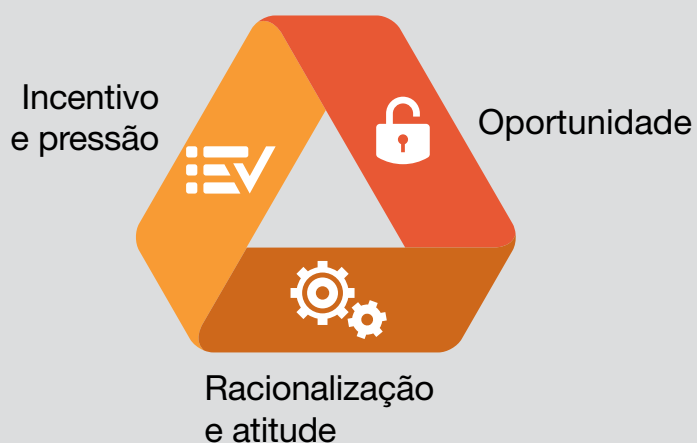 Incentivo
e pressão
Oportunidade
Racionalização
e atitude